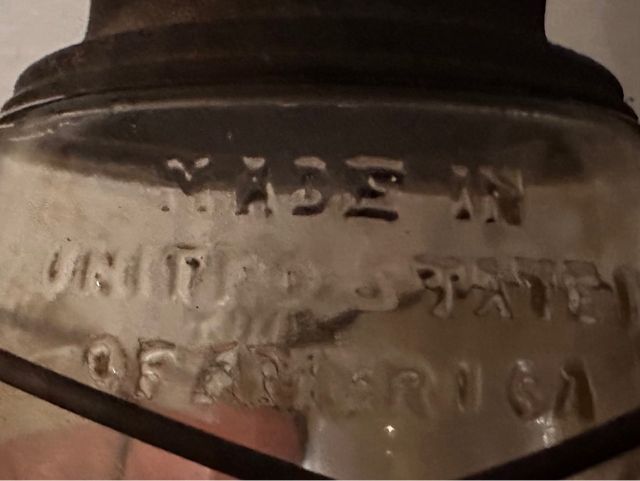 MADE IN
UNITED STATES
OF AMERICA